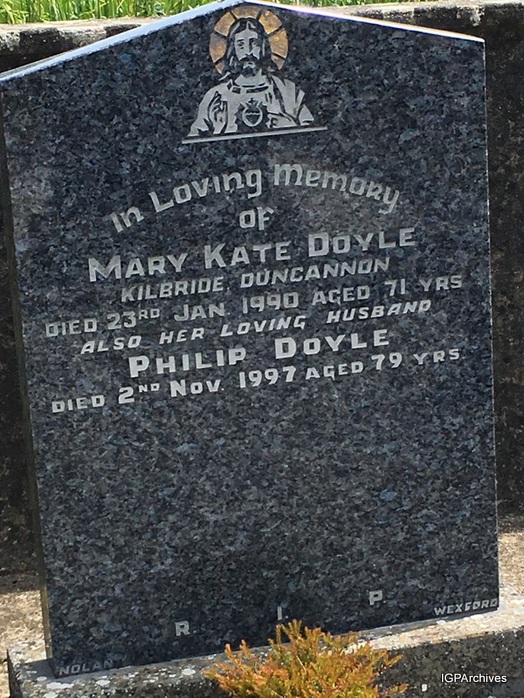 In Loving Memory
of
MARY KATE DOYLE
KILBRIDE, DUNCANNON
DIED 23RD JAN. 1990 AGED 71 YRS
ALSO HER LOVING HUSBAND
PHILIP DOYLE
DIED 2ND NOV. 1997 AGED 79 YRS.
R. I. P.
NOLAN WEXFORD
IGPArchives